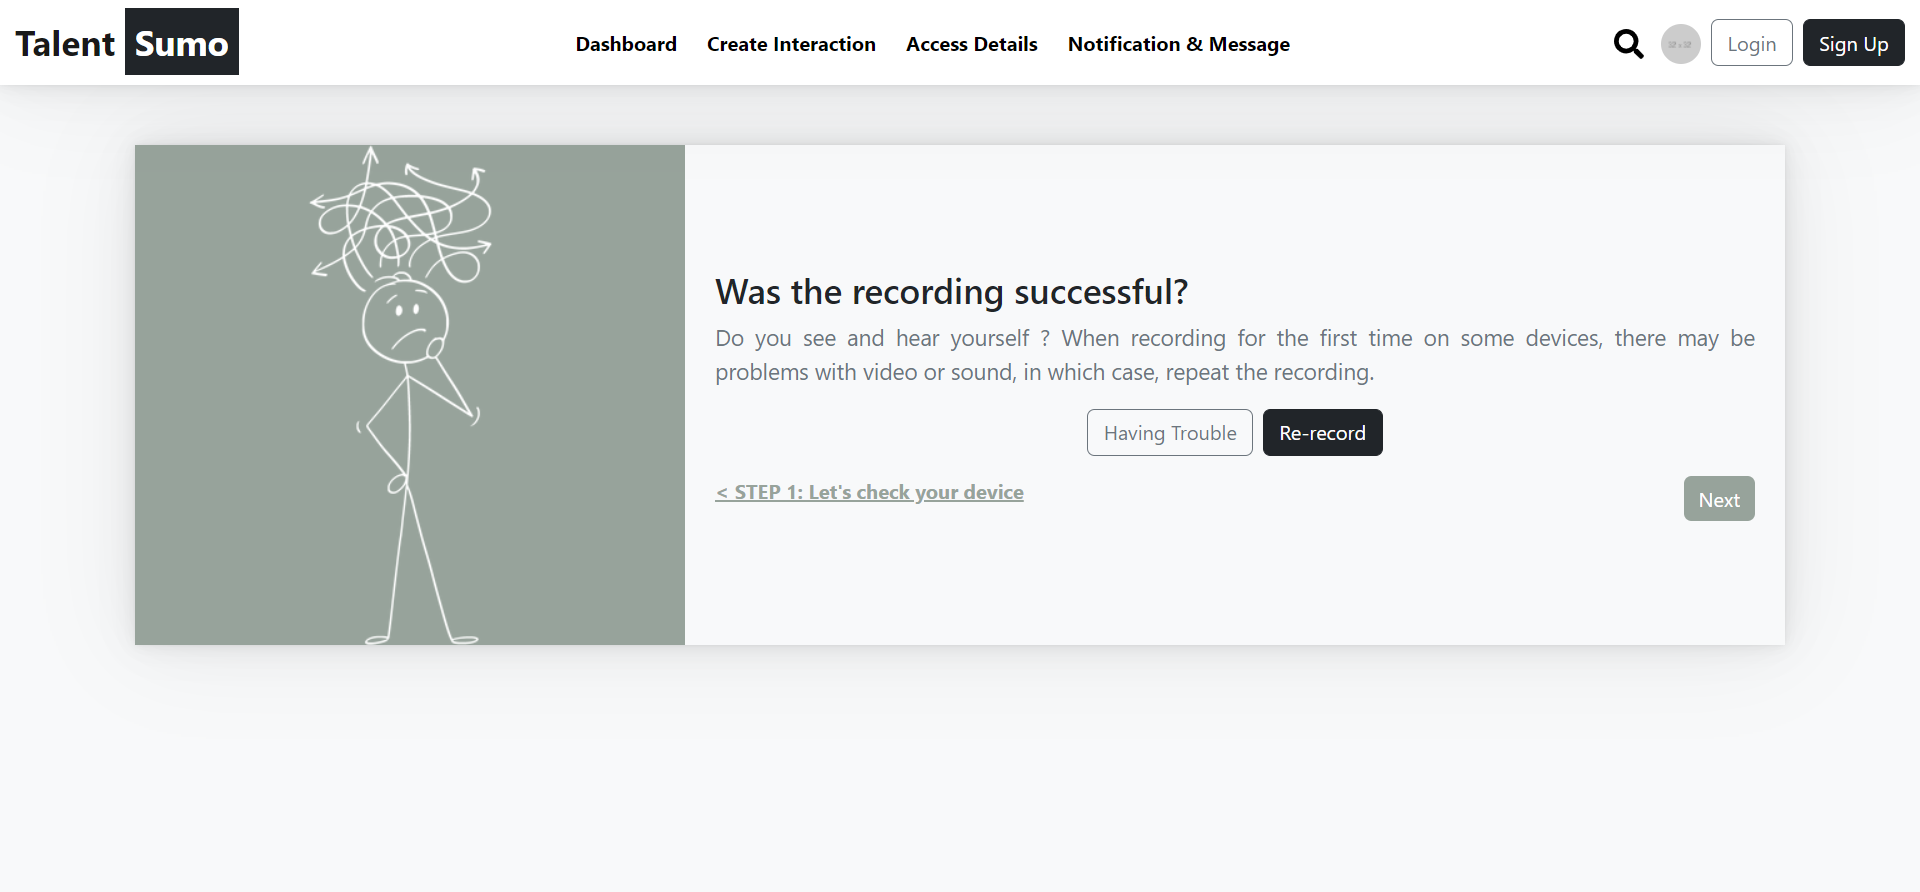 Talent Sumo
Dashboard Create Interaction Access Details Notification & Message
Login Sign Up
Was the recording successful?
Do you see and hear yourself ? When recording for the first time on some devices, there may be
problems with video or sound, in which case, repeat the recording.
Having Trouble Re-record
< STEP 1: Let's check your device
Next